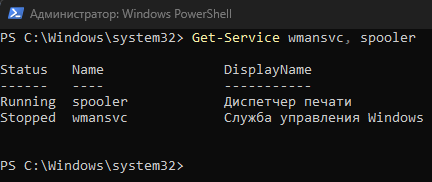 Администратор: Windows PowerShell
PS C:\Windows\system32> Get-Service wmansvc, spooler
Status   Name               DisplayName
------   ----               -----------
Running  spooler            Диспетчер печати
Stopped  wmansvc            Служба управления Windows
PS C:\Windows\system32>